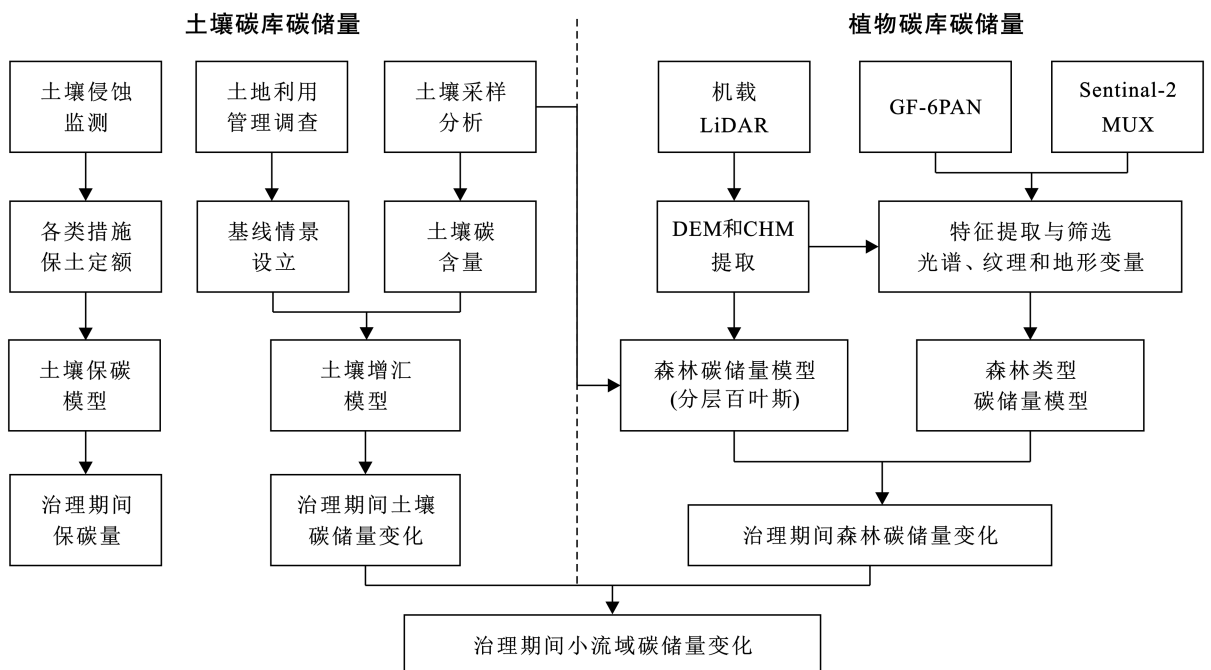 土壤碳库碳储量
植物碳库碳储量
土壤侵蚀
监测
土地利用
管理调查
土壤采样
分析
机载
LiDAR
GF-6PAN
Sentinal-2
MUX
各类措施
保土定额
基线情景
设立
土壤碳
含量
DEM和CHM
提取
特征提取与筛选
光谱、纹理和地形变量
土壤保碳
模型
土壤增汇
模型
森林碳储量模型
(分层百叶斯)
森林类型
碳储量模型
治理期间
保碳量
治理期间土壤
碳储量变化
治理期间森林碳储量变化
治理期间小流域碳储量变化